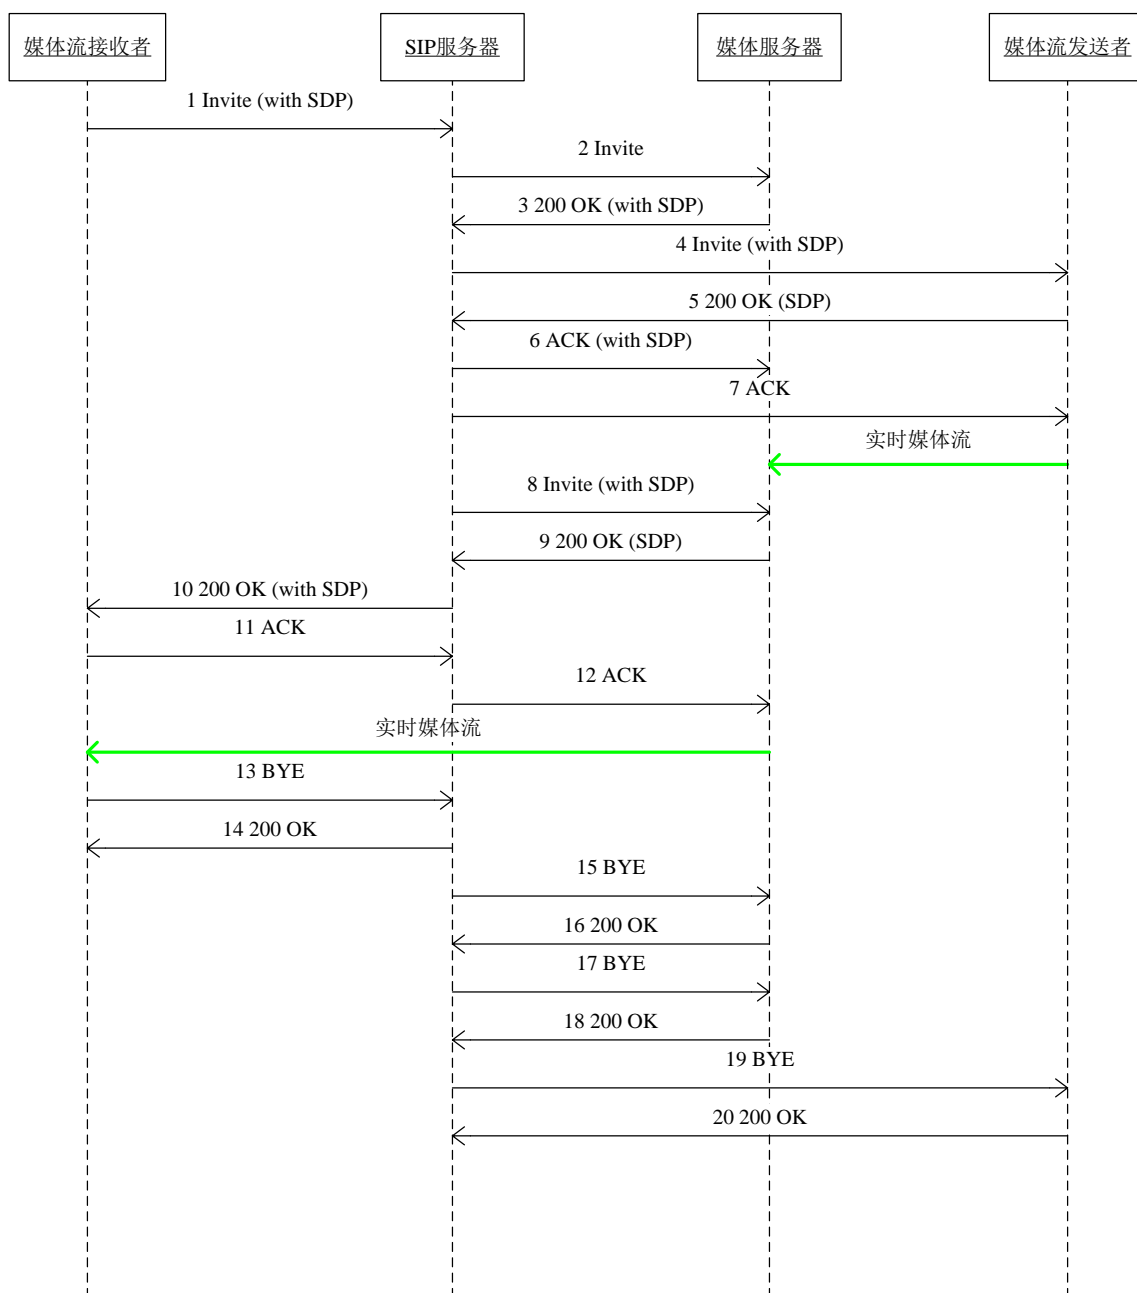 媒体流接收者
SIP服务器
媒体服务器
媒体流发送者
1 Invite (with SDP)
2 Invite
3 200 OK (with SDP)
4 Invite (with SDP)
5 200 OK (SDP)
6 ACK (with SDP)
7 ACK
实时媒体流
8 Invite (with SDP)
9 200 OK (SDP)
10 200 OK (with SDP)
11 ACK
12 ACK
实时媒体流
13 BYE
14 200 OK
15 BYE
16 200 OK
17 BYE
18 200 OK
19 BYE
20 200 OK